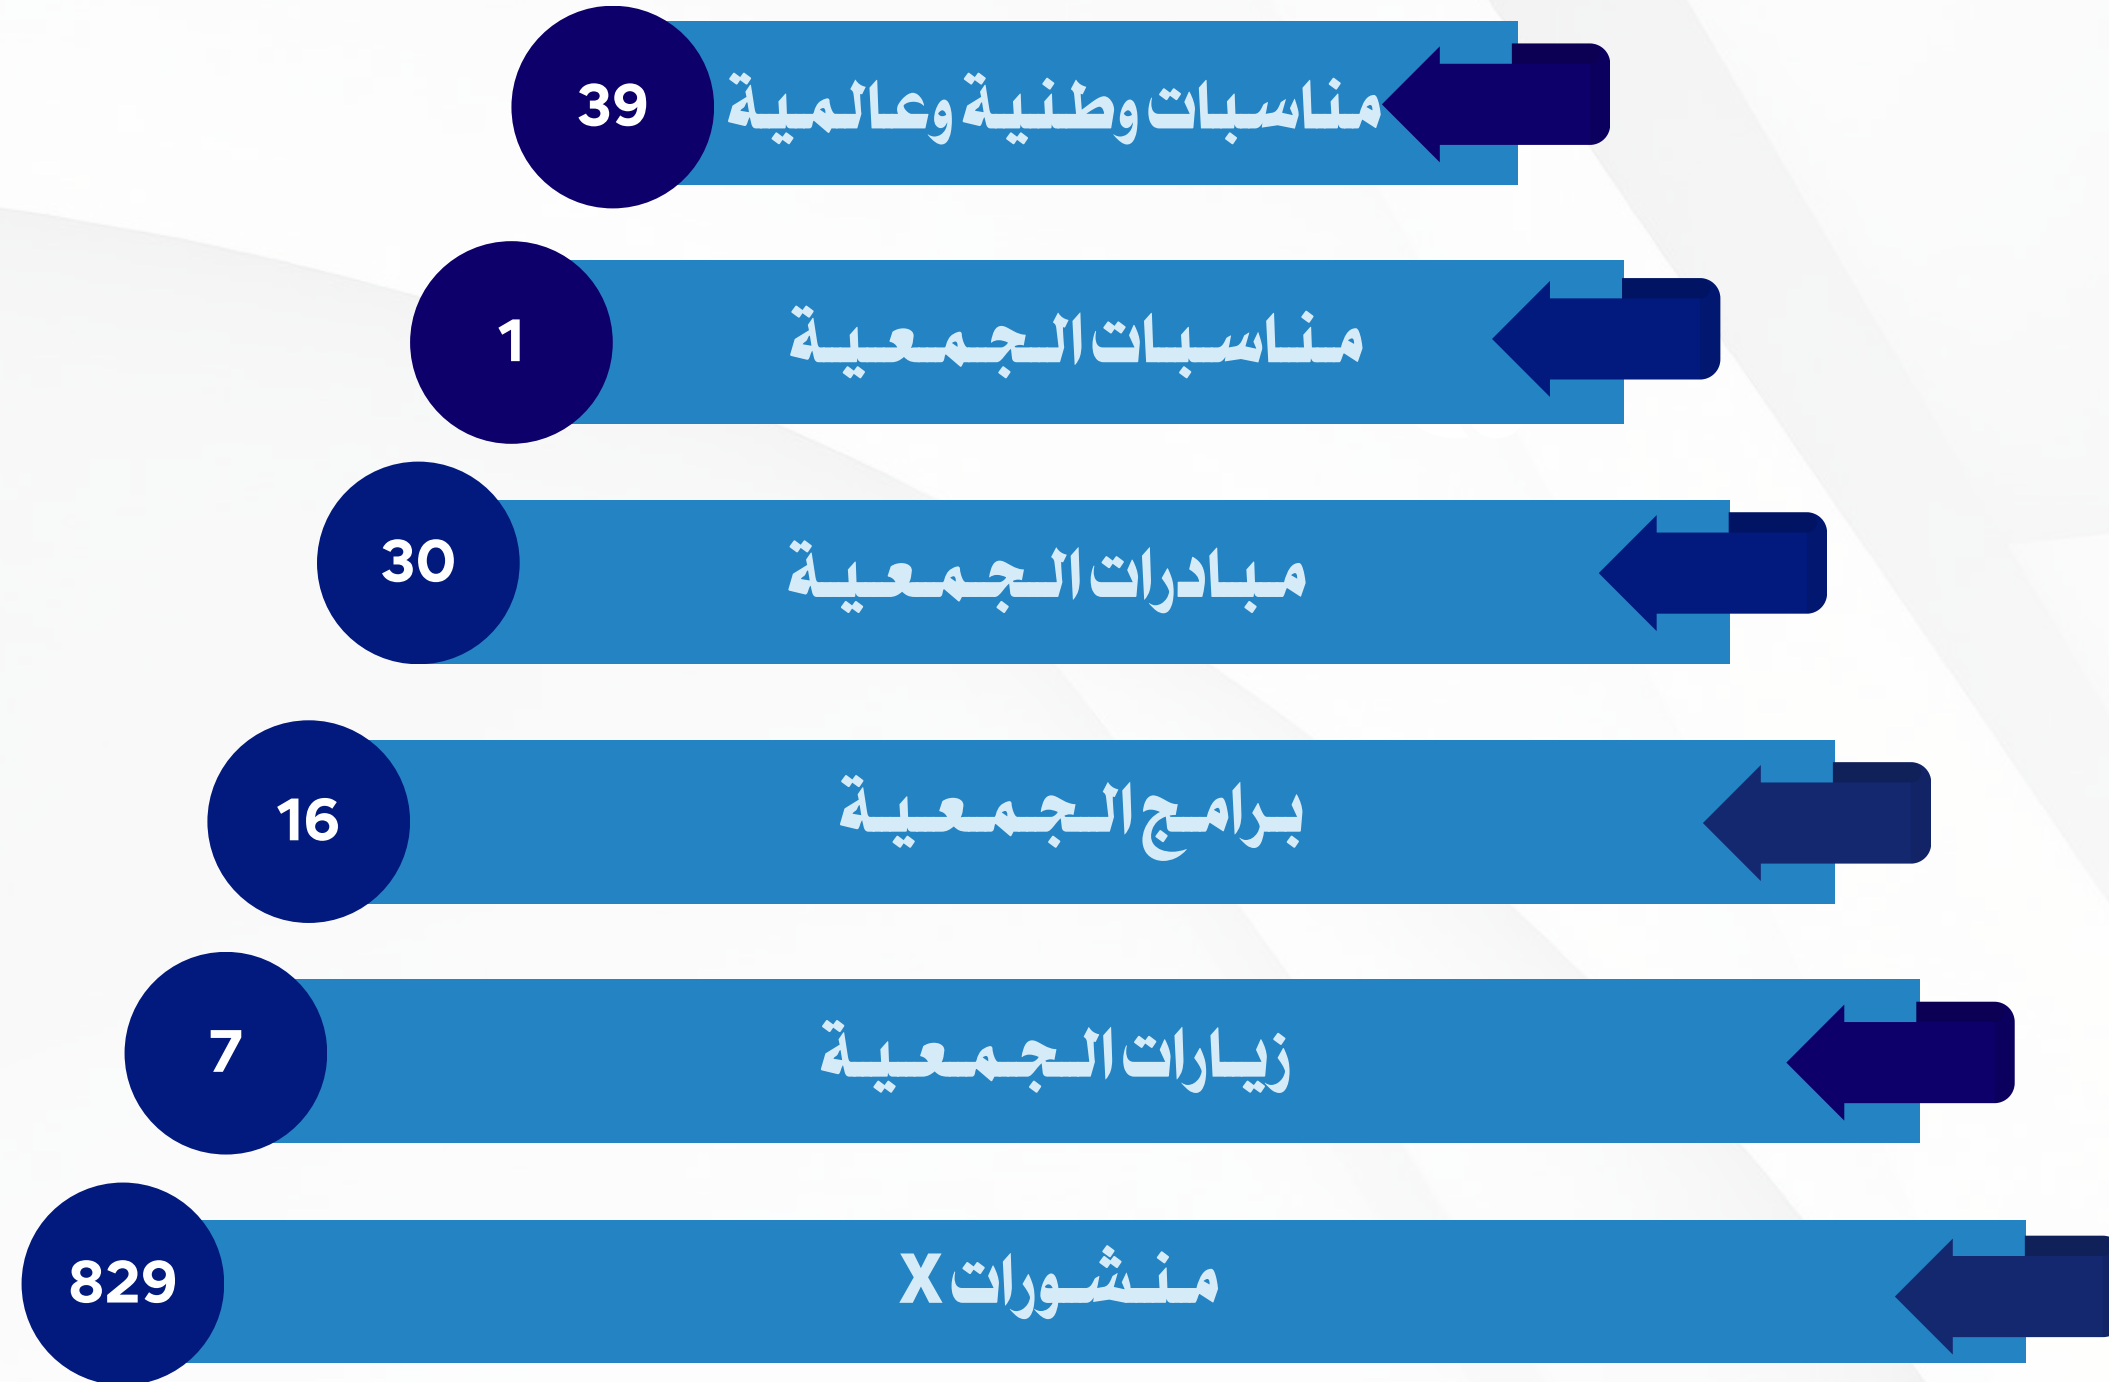 مناسبات وطنية وعالمية 39
مناسبات الجمعية 1
مبادرات الجمعية 30
برامج الجمعية 16
زيارات الجمعية 7
منشورات X 829